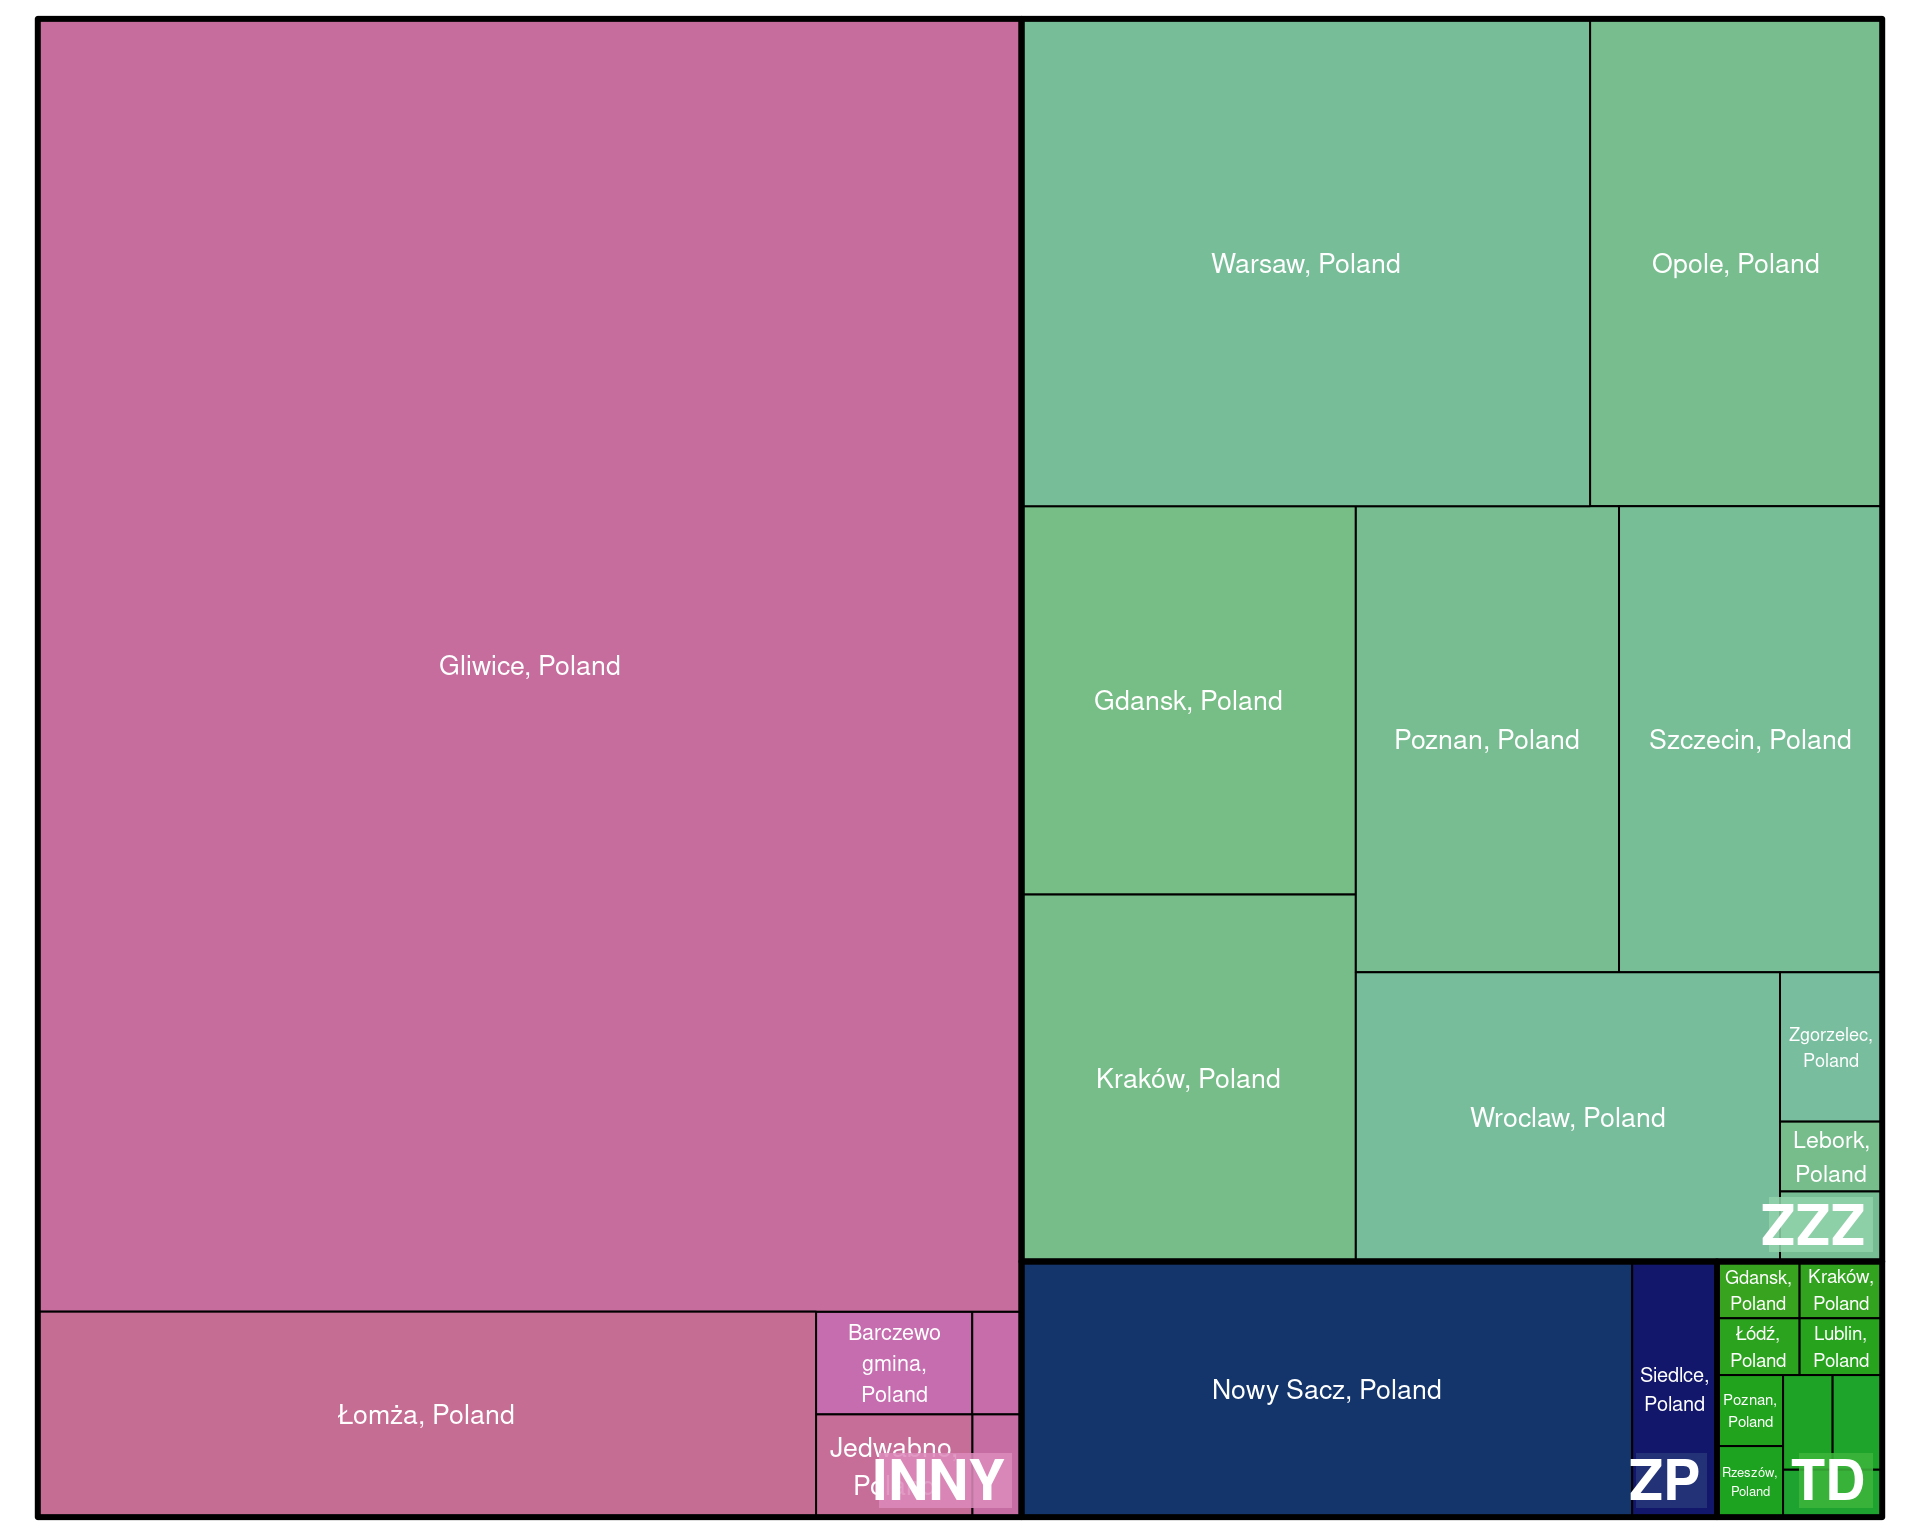 Warsaw, Poland
Opole, Poland
Gliwice, Poland
Gdansk, Poland
Poznan, Poland
Szczecin, Poland
Kraków, Poland
Wroclaw, Poland
Zgorzelec,
Poland
Lebork,
Poland
ZZZ
Łomża, Poland
Barczewo
gmina,
Poland
Jedwabno,
Poland
INNY
Nowy Sacz, Poland
Siedlce,
Poland
ZP
Gdansk,
Poland
Kraków,
Poland
Łódź,
Poland
Lublin,
Poland
Poznan,
Poland
Rzeszów,
Poland
TD